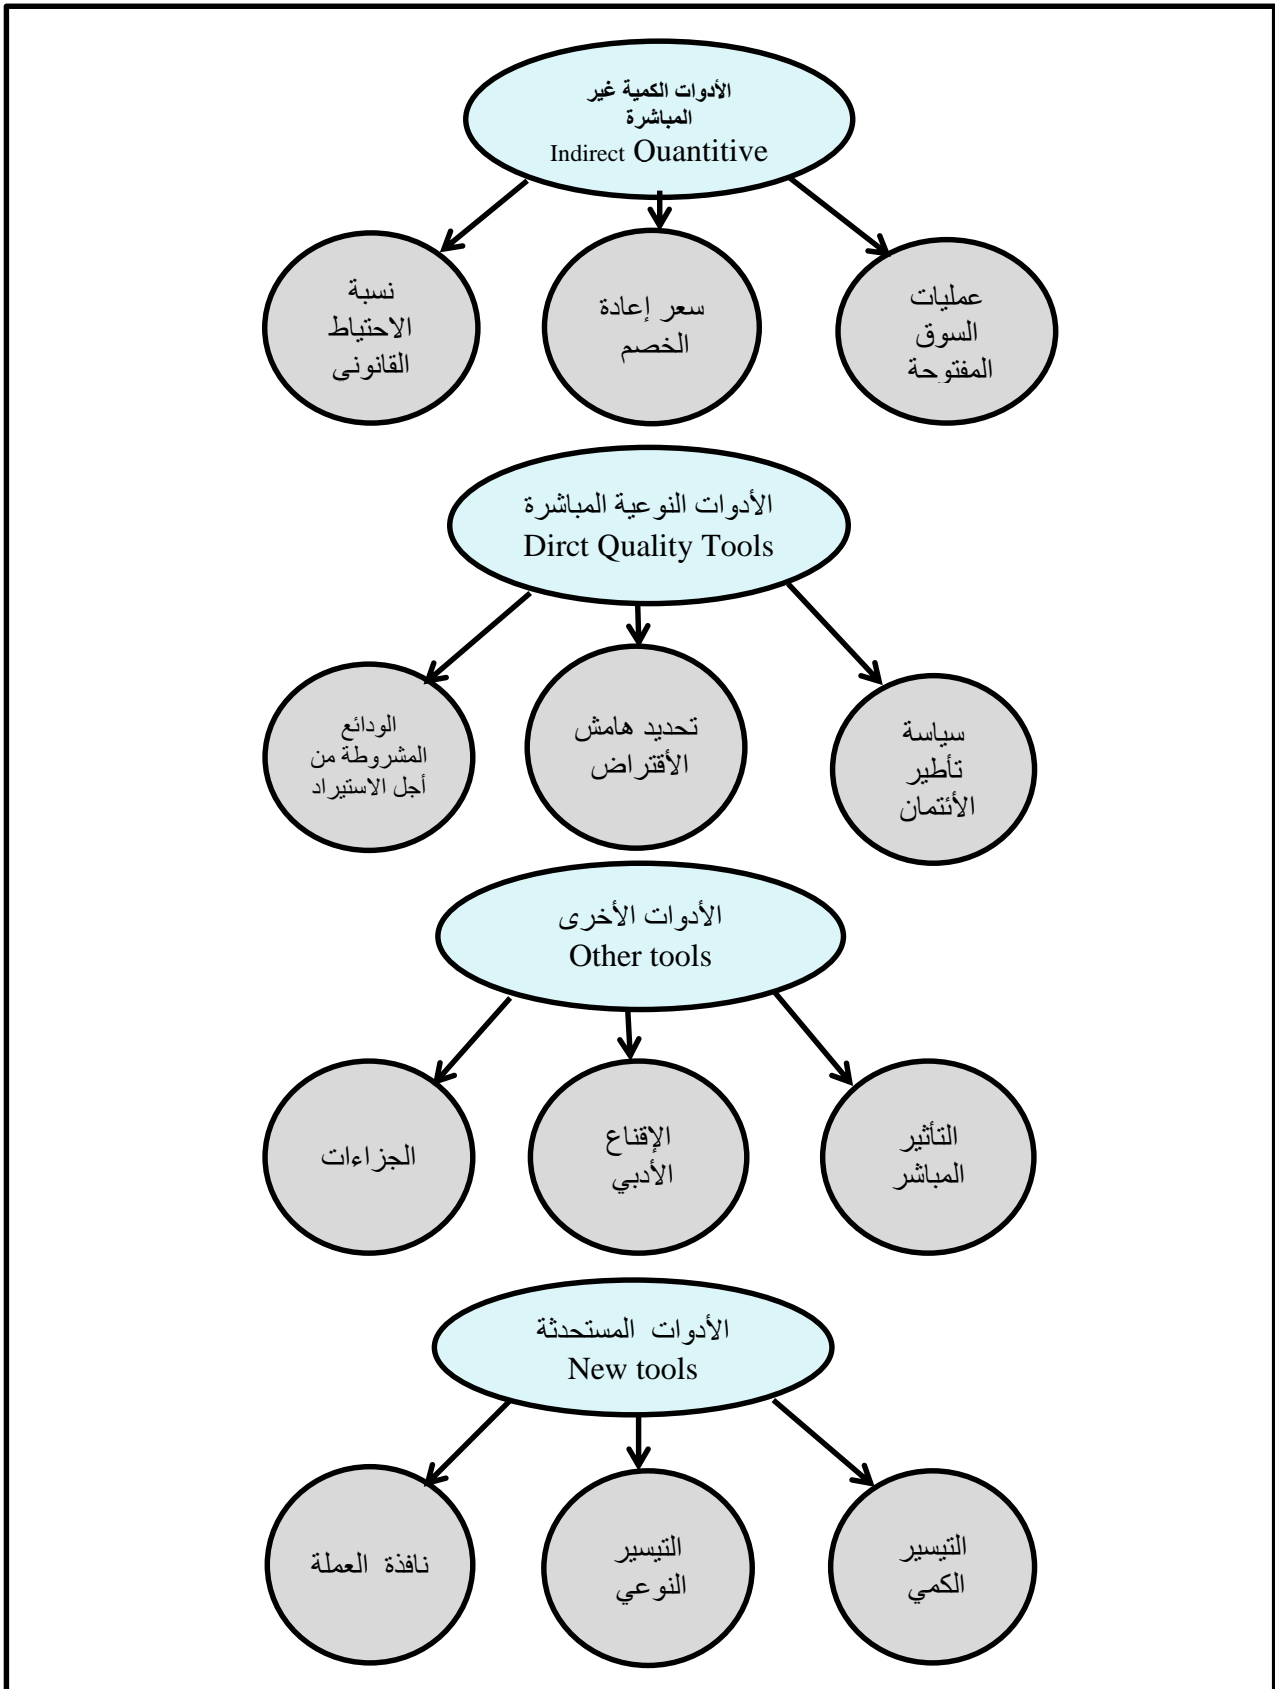 الأدوات الكمية غير
المباشرة
Indirect Ouantitive
عمليات
السوق
المفتوحة
سعر إعادة
الخصم
نسبة
الاحتياط
القانونى
الأدوات النوعية المباشرة
Dirct Quality Tools
سياسة
تأطير
الأئتمان
تحديد هامش
الأقتراض
الودائع
المشروطة من
أجل الاستيراد
الأدوات الأخرى
Other tools
التأثير
المباشر
الإقناع
الأدبي
الجزاءات
الأدوات المستحدثة
New tools
التيسير
الكمي
التيسير
النوعي
نافذة العملة